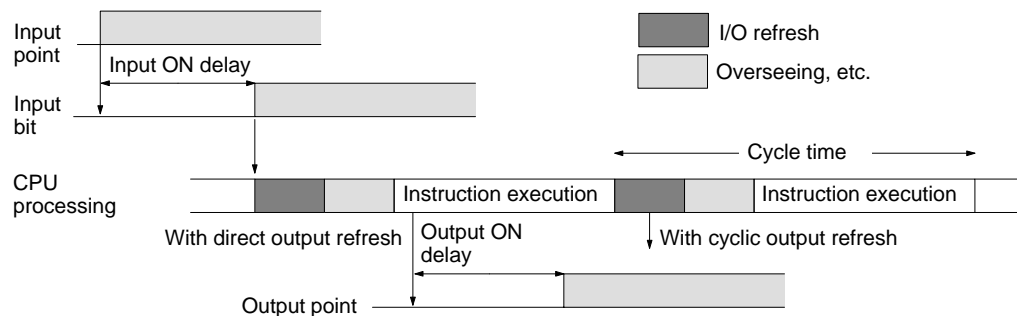 Input
point
I/O refresh
Input ON delay
Overseeing, etc.
Input
bit
Cycle time
CPU
processing
Instruction execution
Instruction execution
With direct output refresh
Output ON
delay
With cyclic output refresh
Output point